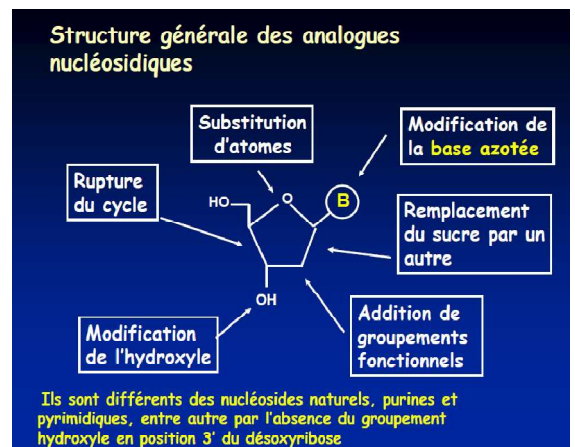 Structure générale des analogues
nucléosidiques
Substitution
d'atomes
Modification de
la base azotée
Rupture
du cycle
HO
O
B
Remplacement
du sucre par un
autre
OH
Modification
de l'hydroxyle
Addition de
groupements
fonctionnels
Ils sont différents des nucléosides naturels, purines et
pyrimidiques, entre autre par l'absence du groupement
hydroxyle en position 3' du désoxyribose